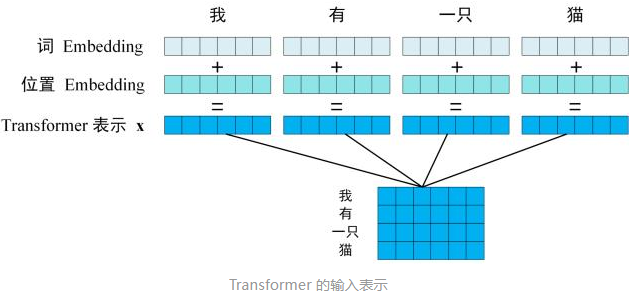 我 有 一只 猫
词 Embedding
+ + + +
位置 Embedding
= = = =
Transformer 表示 x
我
有
一只
猫
Transformer 的输入表示